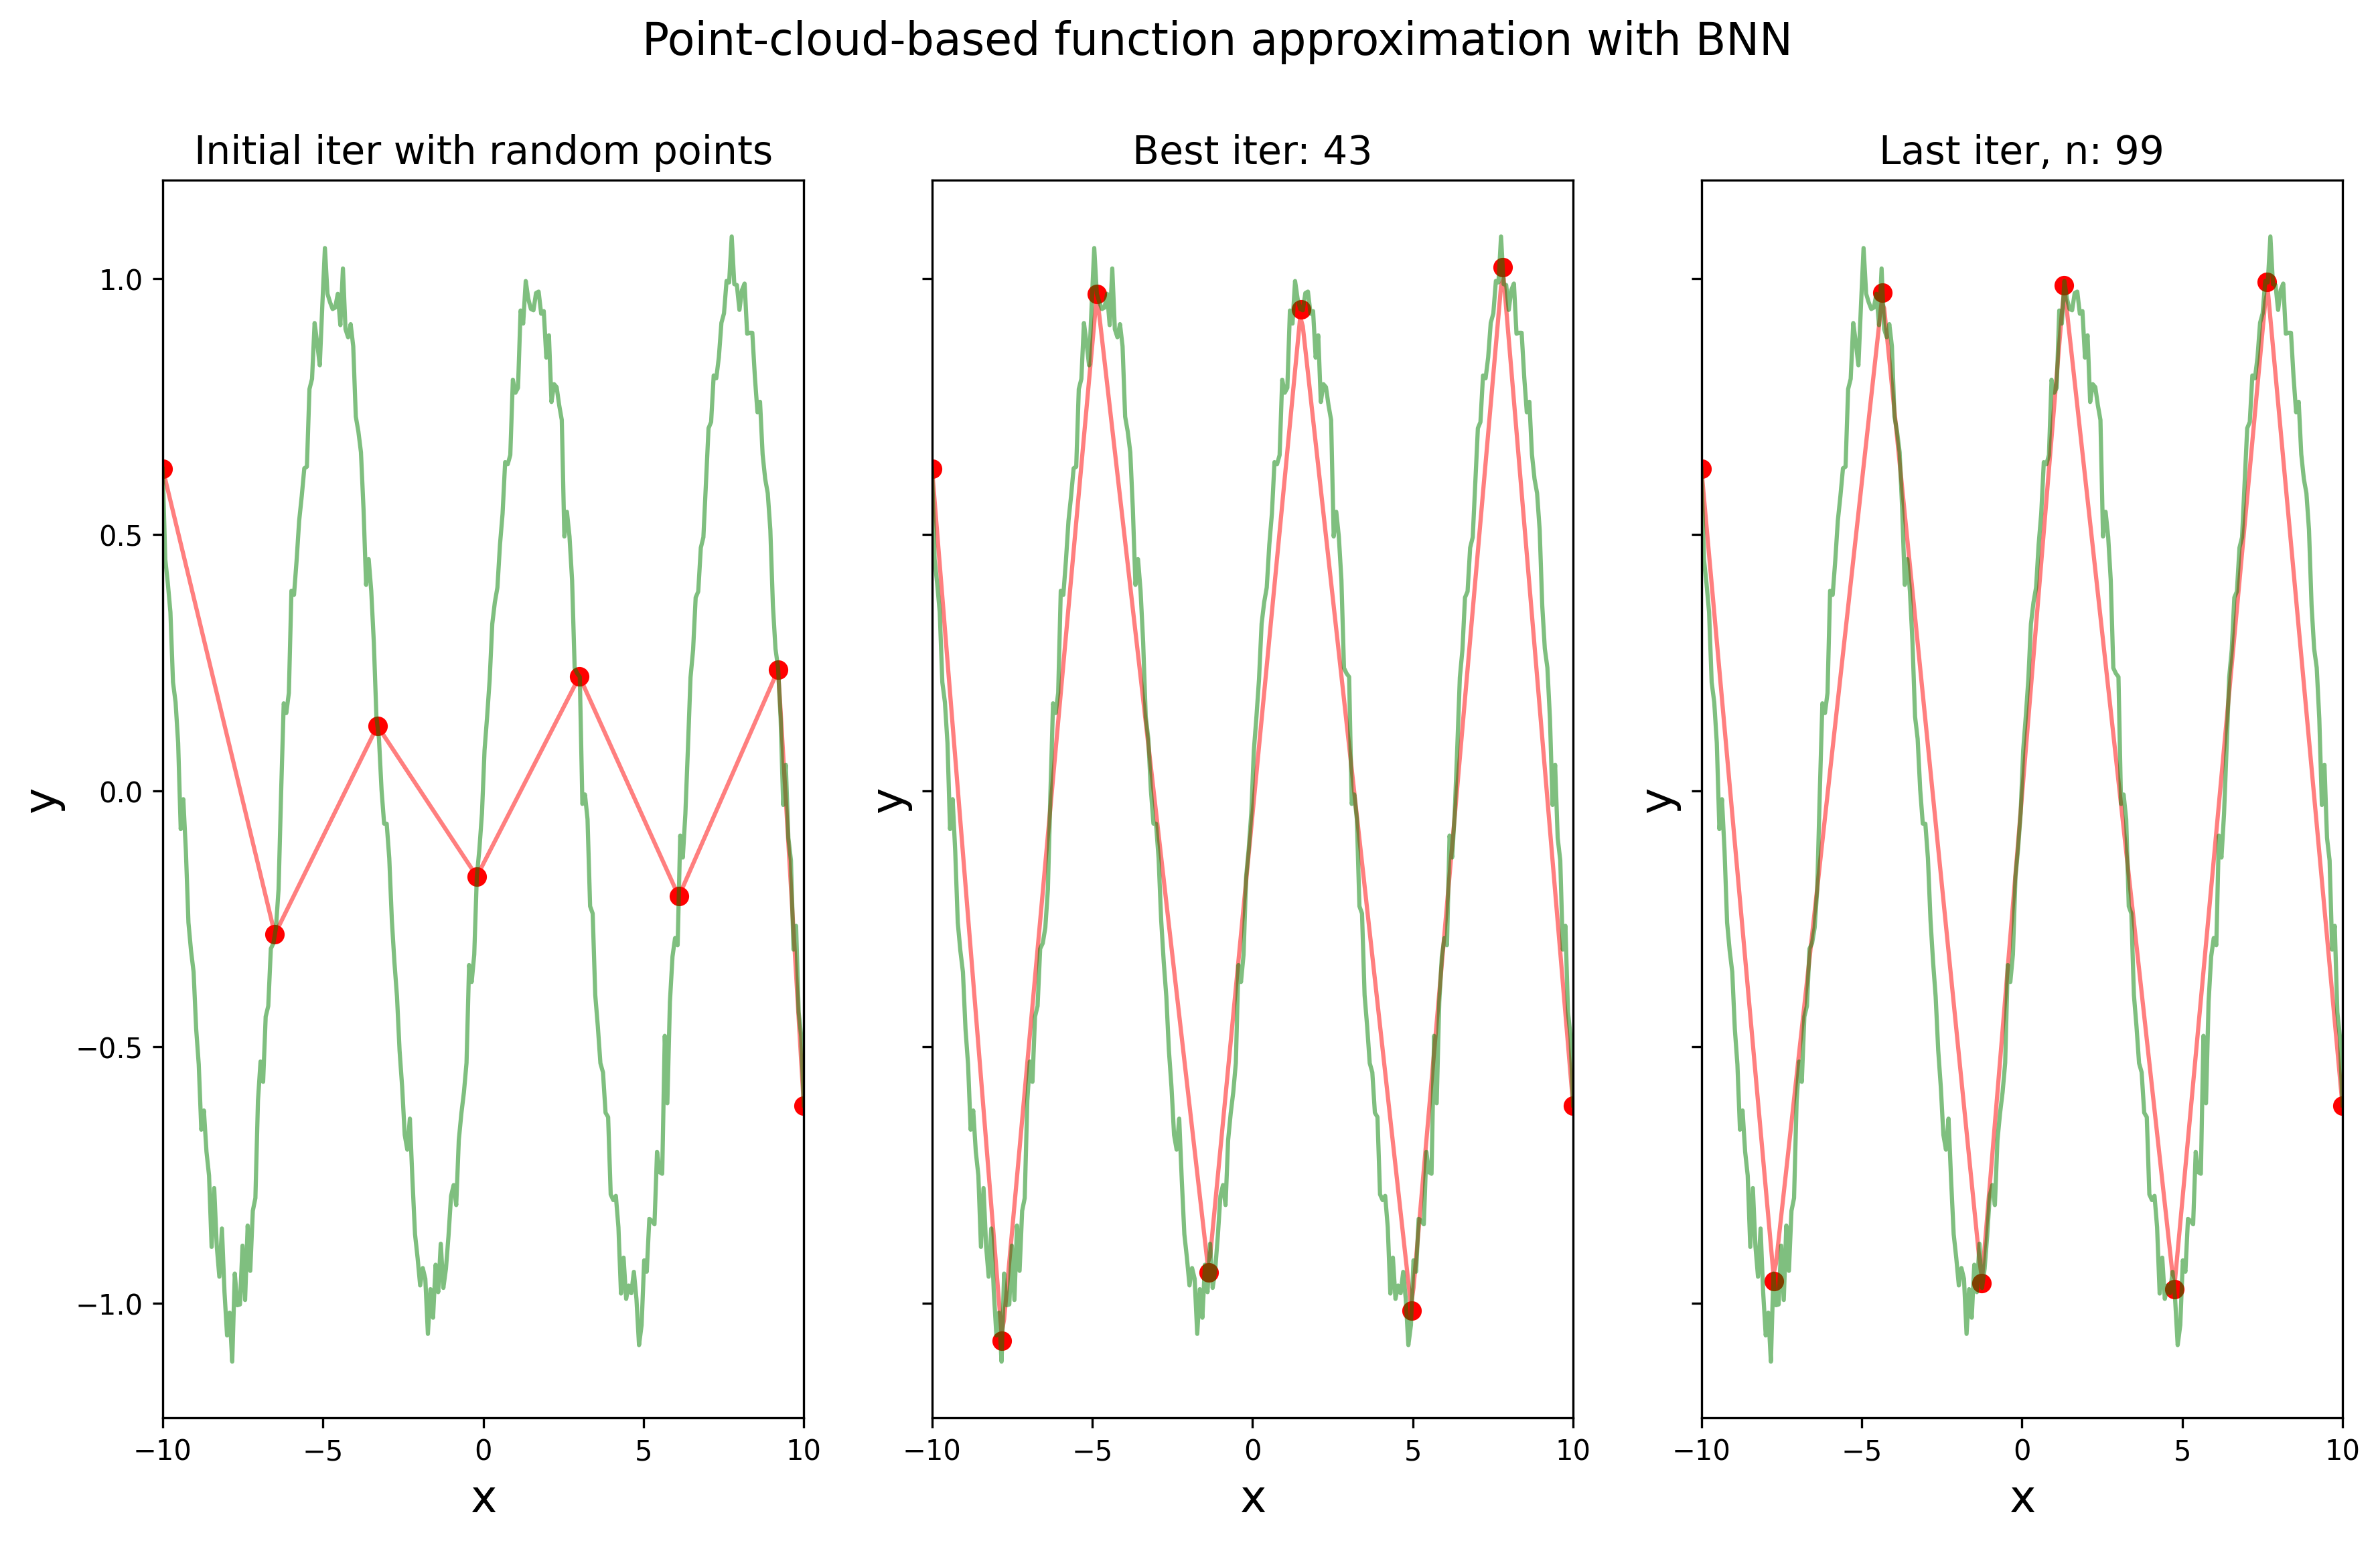 Point-cloud-based function approximation with BNN
Initial iter with random points
Best iter: 43
Last iter, n: 99
1.0
0.5
0.0
−0.5
−1.0
y
y
y
−10 −5 0 5 10
−10 −5 0 5 10
−10 −5 0 5 10
x
x
x